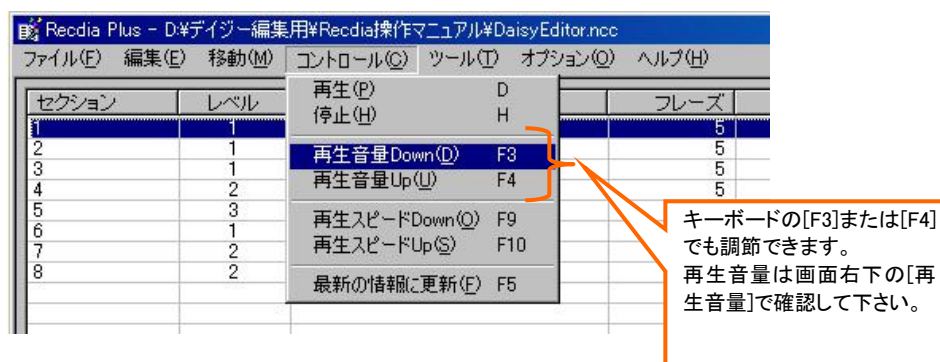 Recdia Plus - D:¥デイジー編集用¥Recdia操作マニュアル¥DaisyEditor.ncc
ファイル(F) 編集(E) 移動(M) コントロール(C) ツール(T) オプション(O) ヘルプ(H)
セクション レベル フレーズ
再生(P) D
停止(H) H
再生音量Down(D) F3
再生音量Up(U) F4
再生スピードDown(O) F9
再生スピードUp(S) F10
最新の情報に更新(F) F5
1 1 5
2 1 5
3 1 5
4 2 5
5 3
6 1
7 2
8 2
キーボードの[F3]または[F4]
でも調節できます。
再生音量は画面右下の[再
生音量]で確認して下さい。